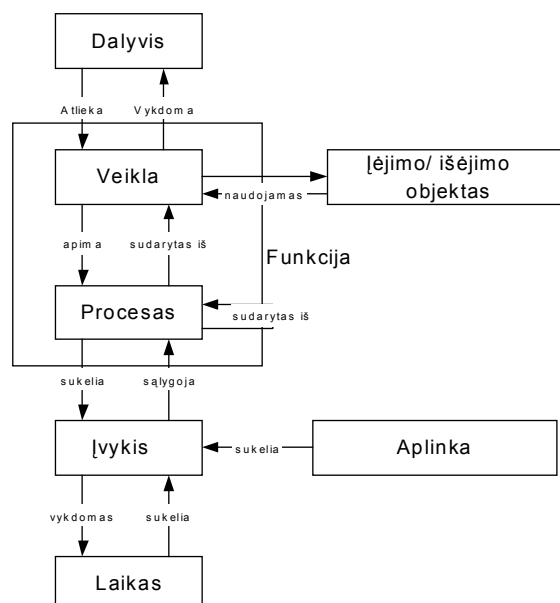 Dalyvis
Atlieka
Vykdoma
Veikla
Įėjimo/ išėjimo
objektas
naudojamas
apima
sudarytas iš
Funkcija
Procesas
sudarytas iš
sukelia
sąlygoja
Įvykis
sukelia
Aplinka
vykdomas
sukelia
Laikas